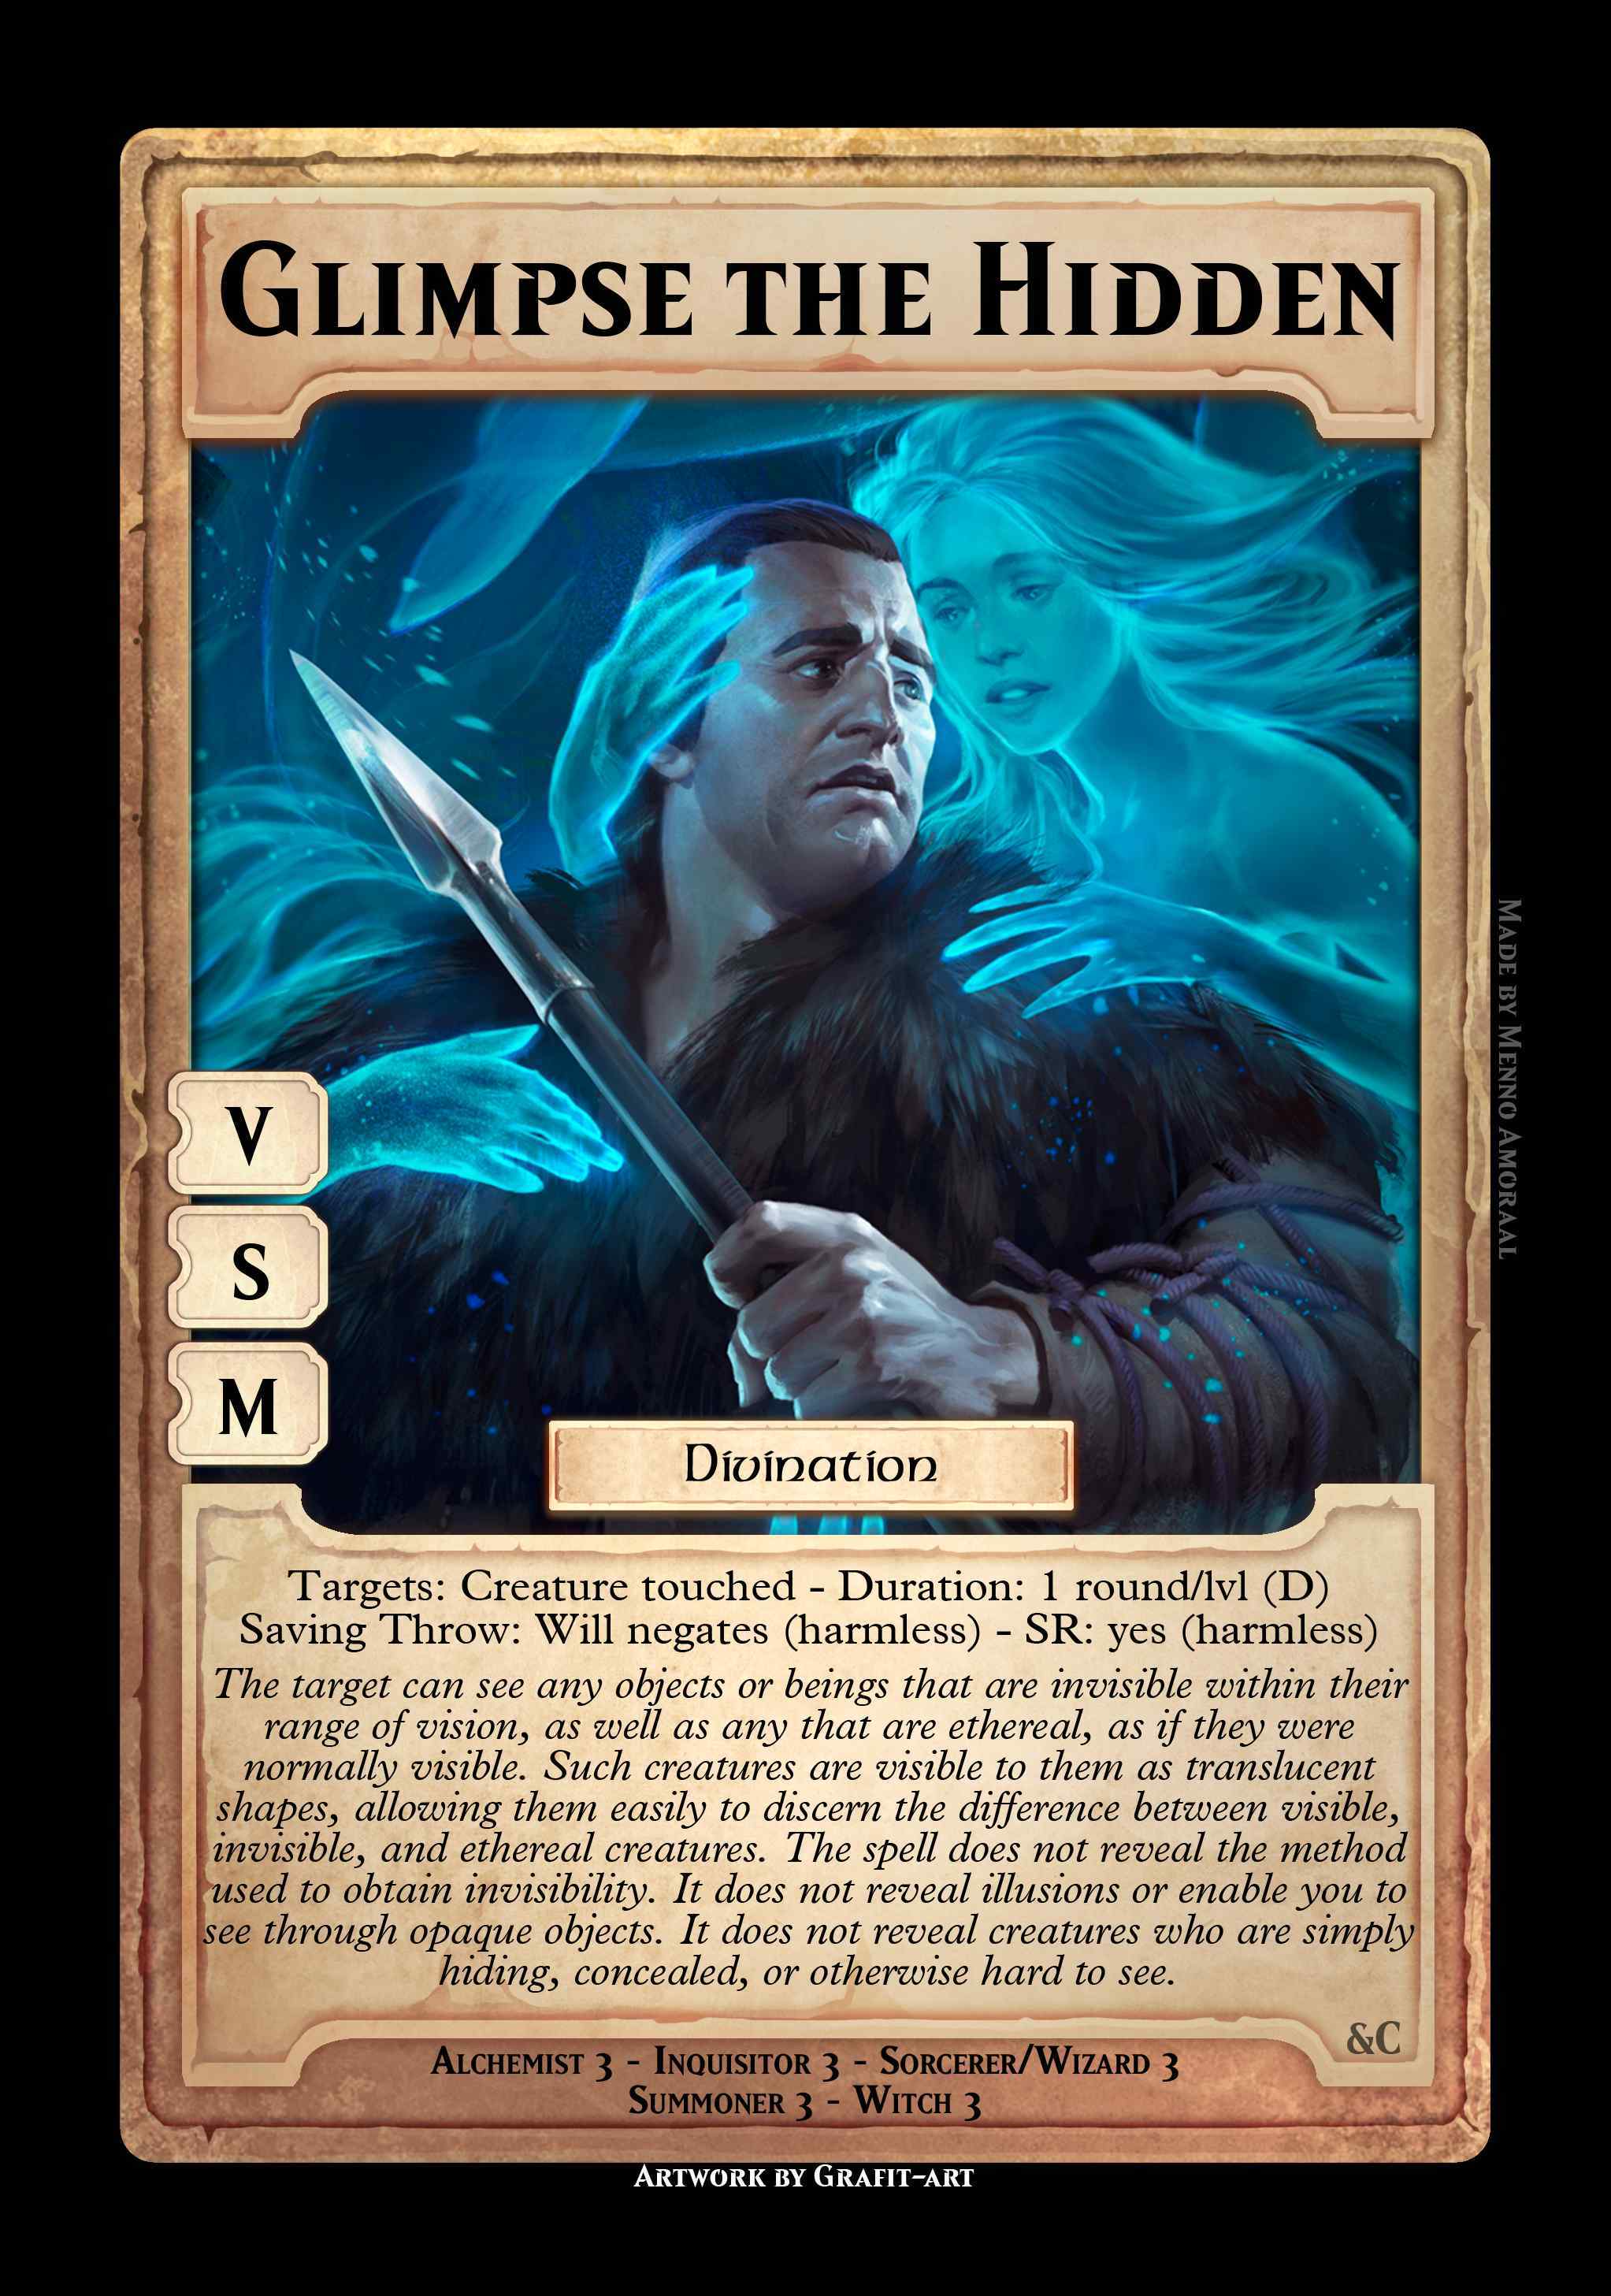 Glimpse the Hidden
V
S
M
Divination
Targets: Creature touched - Duration: 1 round/lvl (D)
Saving Throw: Will negates (harmless) - SR: yes (harmless)
The target can see any objects or beings that are invisible within their
range of vision, as well as any that are ethereal, as if they were
normally visible. Such creatures are visible to them as translucent
shapes, allowing them easily to discern the difference between visible,
invisible, and ethereal creatures. The spell does not reveal the method
used to obtain invisibility. It does not reveal illusions or enable you to
see through opaque objects. It does not reveal creatures who are simply
hiding, concealed, or otherwise hard to see.
&C
Alchemist 3 - Inquisitor 3 - Sorcerer/Wizard 3
Summoner 3 - Witch 3
Artwork by Grafit-art
Made by Menno Amoraal